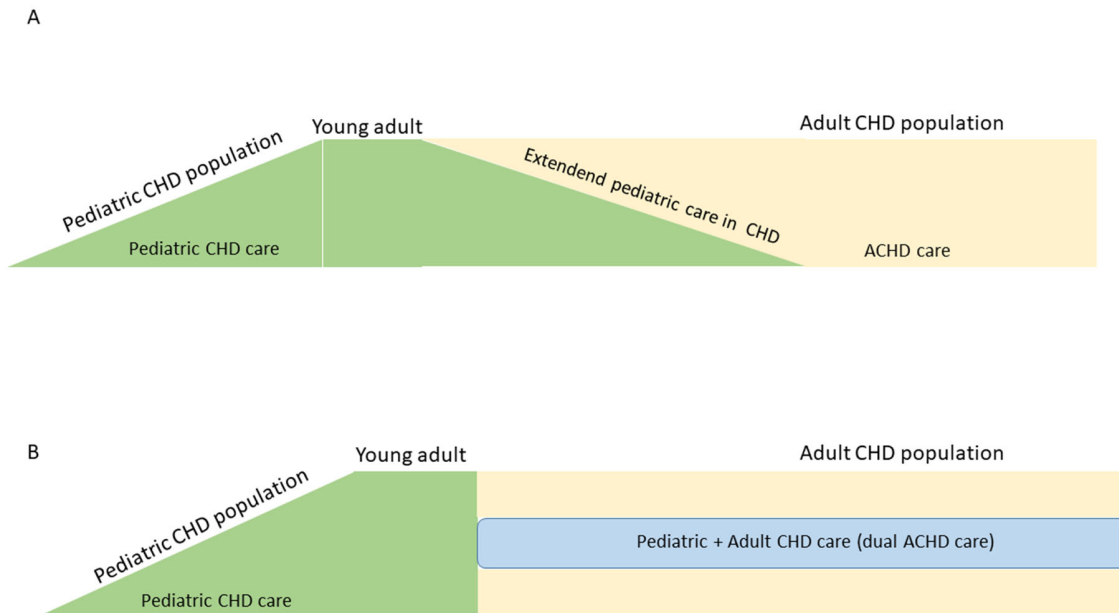 A
Young adult
Adult CHD population
Pediatric CHD population
Extendend pediatric care in CHD
Pediatric CHD care
ACHD care
B
Young adult
Adult CHD population
Pediatric CHD population
Pediatric + Adult CHD care (dual ACHD care)
Pediatric CHD care